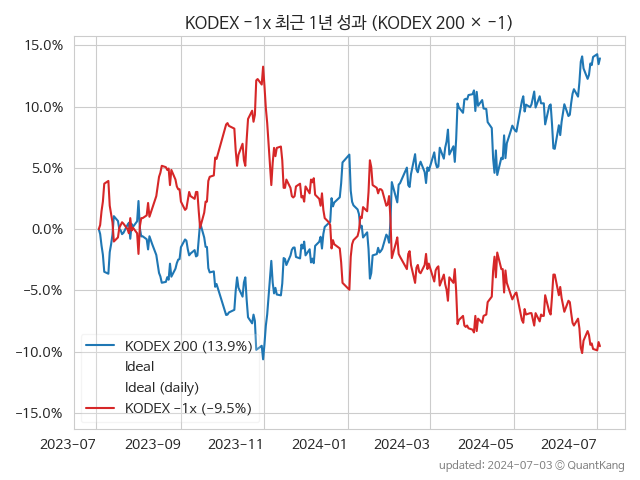 KODEX -1x 최근 1년 성과 (KODEX 200 × -1)
15.0%
10.0%
5.0%
0.0%
-5.0%
-10.0%
-15.0%
KODEX 200 (13.9%)
Ideal
Ideal (daily)
KODEX -1x (-9.5%)
2023-07 2023-09 2023-11 2024-01 2024-03 2024-05 2024-07
updated: 2024-07-03 © QuantKang